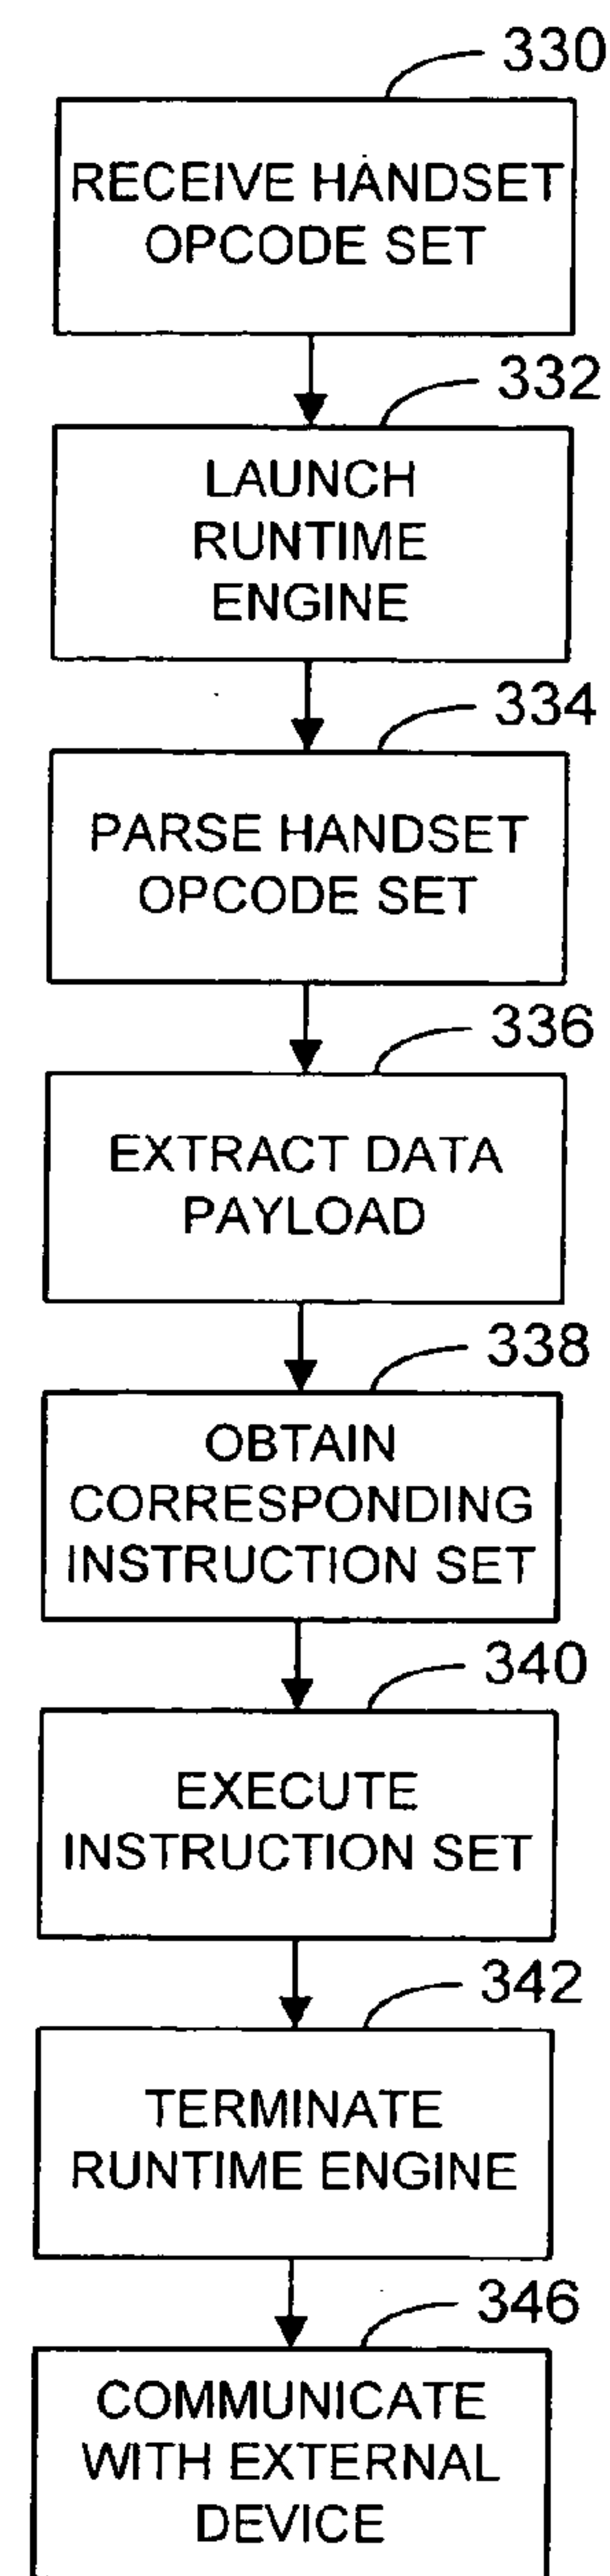 330
RECEIVE HANDSET
OPCODE SET
332
LAUNCH
RUNTIME
ENGINE
334
PARSE HANDSET
OPCODE SET
336
EXTRACT DATA
PAYLOAD
338
OBTAIN
CORRESPONDING
INSTRUCTION SET
340
EXECUTE
INSTRUCTION SET
342
TERMINATE
RUNTIME ENGINE
346
COMMUNICATE
WITH EXTERNAL
DEVICE